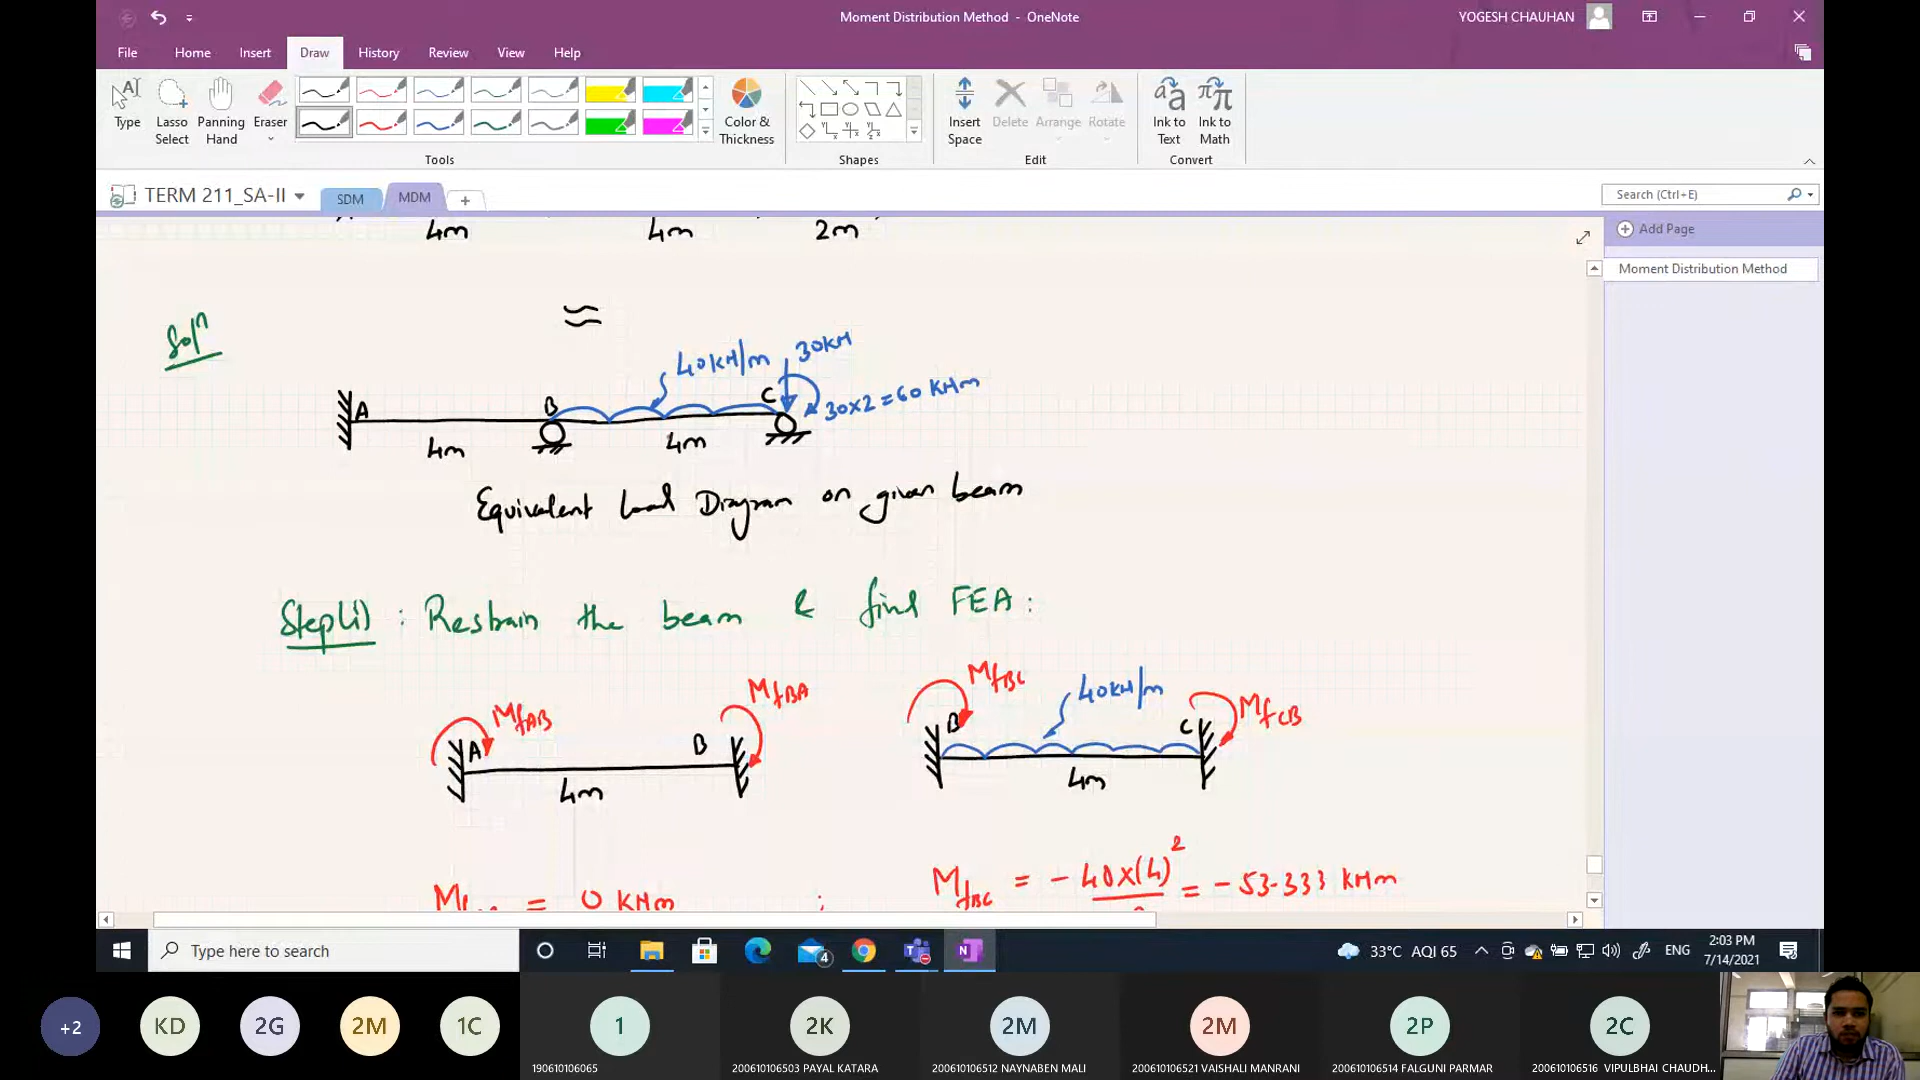 Moment Distribution Method - OneNote
YOGESH CHAUHAN
File Home Insert Draw History Review View Help
Type
Lasso Select
Panning Hand
Eraser
Color & Thickness
Insert Space
Delete
Arrange
Rotate
Ink to Text
Ink to Math
Tools
Shapes
Edit
Convert
TERM 211_SA-II
SDM
MDM
Search (Ctrl+E)
Add Page
Moment Distribution Method
4m 4m 2m
≈
Solⁿ
40KN/m
30KN
A B C
30×2 = 60 KNm
4m 4m
Equivalent Load Diagram on given beam
Step(i) : Restrain the beam & find FEA :
MfAB
MfBA
A B
4m
MfBC
40KN/m
MfCB
B C
4m
= 0 KNm ;
MfBC = - 40×(4)² = - 53.333 KNm
Type here to search
4
33°C AQI 65
ENG
2:03 PM
7/14/2021
+2
KD
2G
2M
1C
1
2K
2M
2M
2P
2C
190610106065
200610106503 PAYAL KATARA
200610106512 NAYNABEN MALI
200610106521 VAISHALI MANRANI
200610106514 FALGUNI PARMAR
200610106516 VIPULBHAI CHAUDH...